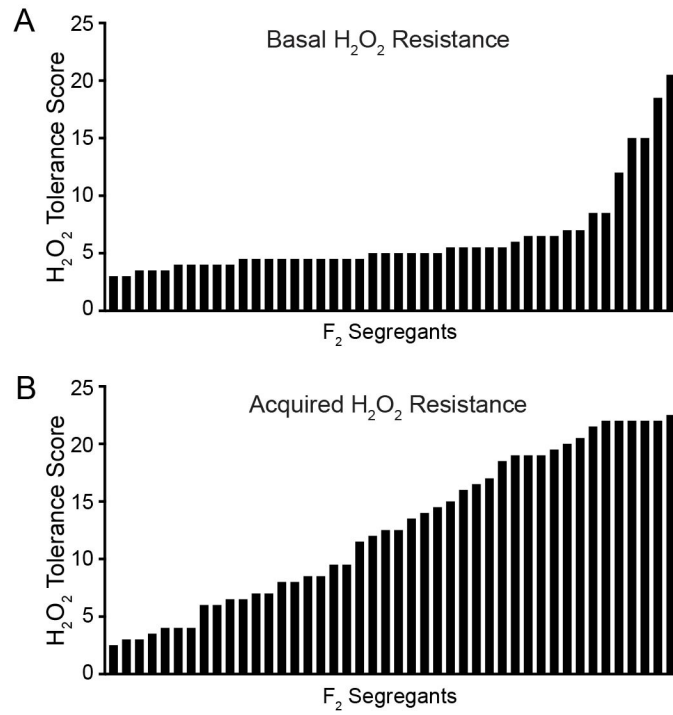 A
Basal H₂O₂ Resistance
H₂O₂ Tolerance Score
25
20
15
10
5
0
F₂ Segregants
B
Acquired H₂O₂ Resistance
H₂O₂ Tolerance Score
25
20
15
10
5
0
F₂ Segregants